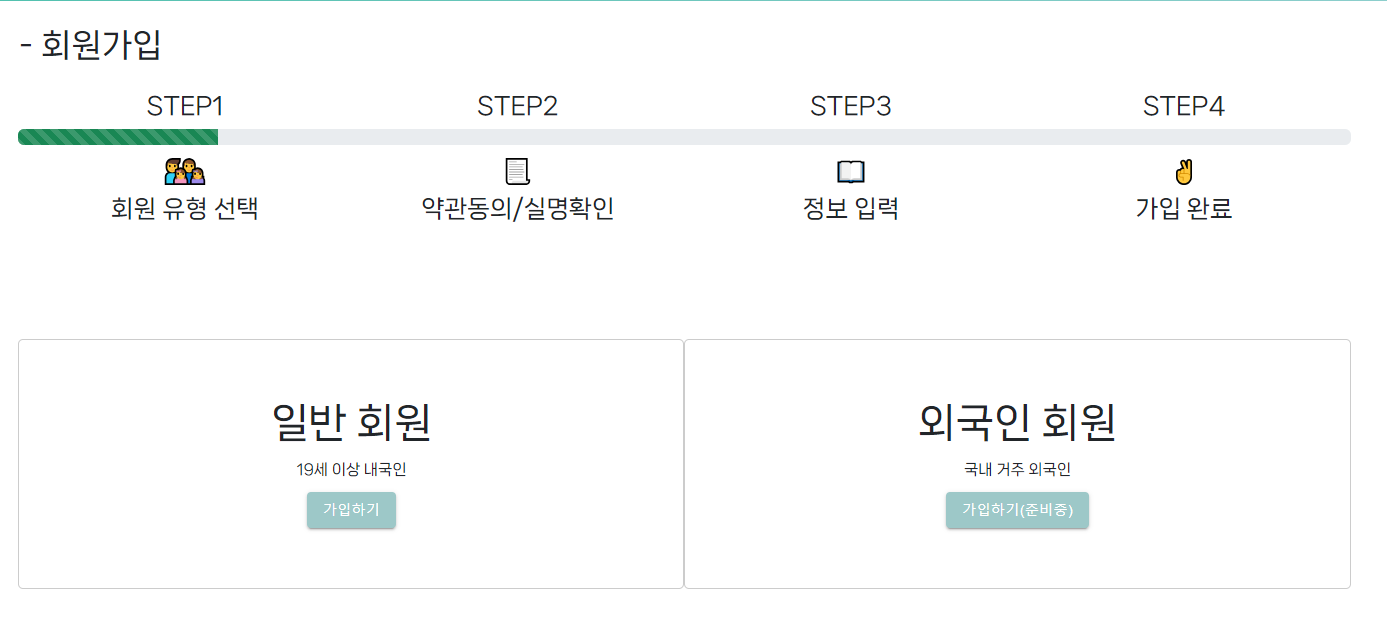 - 회원가입
STEP1 STEP2 STEP3 STEP4
회원 유형 선택 약관동의/실명확인 정보 입력 가입 완료
일반 회원
19세 이상 내국인
가입하기
외국인 회원
국내 거주 외국인
가입하기(준비중)